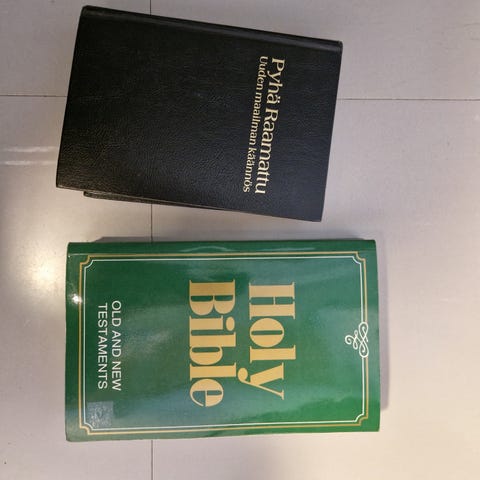 Pyhä Raamattu
Uuden maailman käännös
Holy
Bible
OLD AND NEW
TESTAMENTS